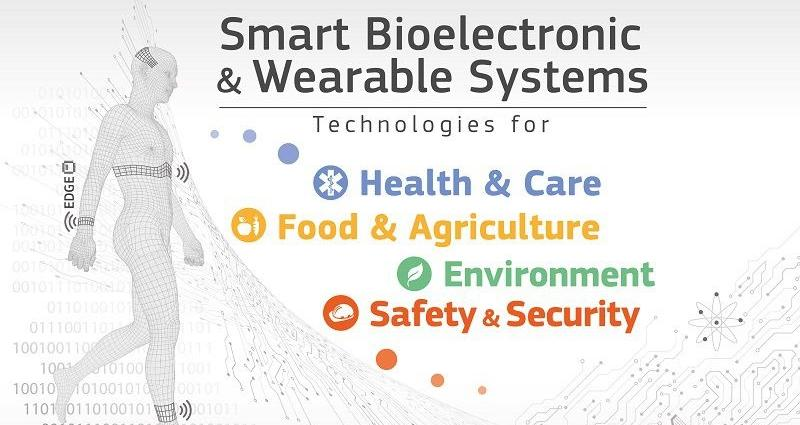 Smart Bioelectronic
& Wearable Systems
Technologies for
Health & Care
Food & Agriculture
Environment
Safety & Security
EDGE